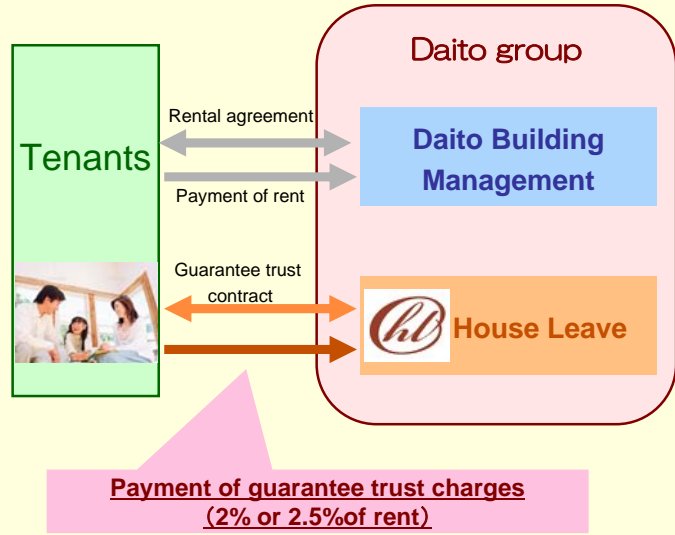 Daito group
Tenants
Rental agreement
Daito Building
Management
Payment of rent
Guarantee trust
contract
hl
House Leave
Payment of guarantee trust charges
(2% or 2.5%of rent)